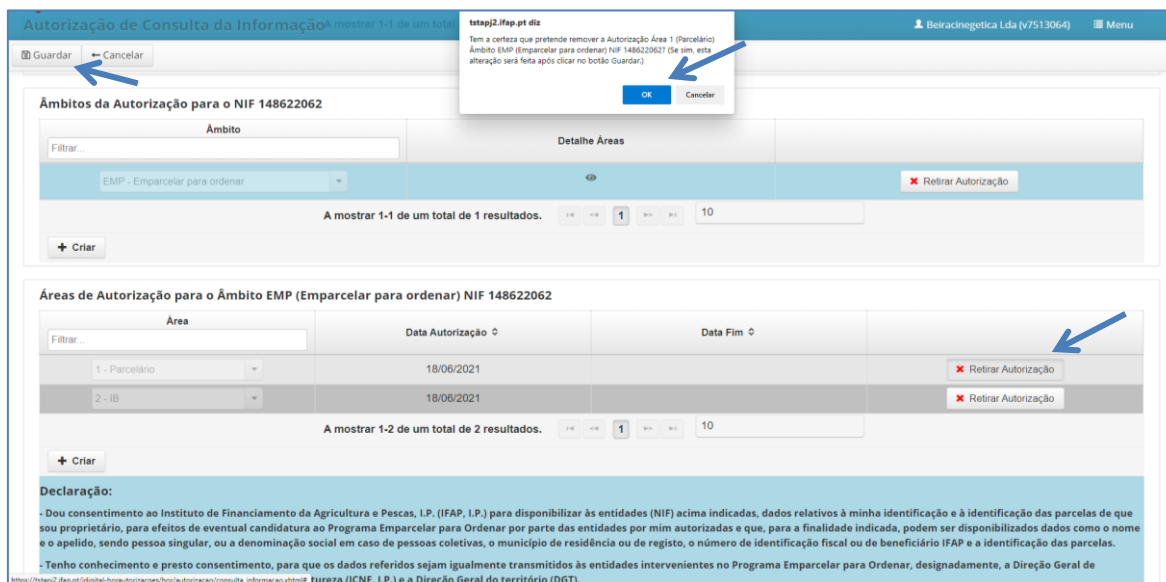 Autorização de Consulta da Informação A mostrar 1-1 de um total
tstapj2.ifap.pt diz
Tem a certeza que pretende remover a Autorização Área 1 (Parcelário)
Âmbito EMP (Emparcelar para ordenar) NIF 148622062? (Se sim, esta
alteração será feita após clicar no botão Guardar.)
OK Cancelar
Beiracinegetica Lda (v7513064) Menu
Guardar Cancelar
Âmbitos da Autorização para o NIF 148622062
Âmbito Detalhe Áreas
Filtrar...
EMP - Emparcelar para ordenar Retirar Autorização
A mostrar 1-1 de um total de 1 resultados. 1 10
+ Criar
Áreas de Autorização para o Âmbito EMP (Emparcelar para ordenar) NIF 148622062
Área Data Autorização Data Fim
Filtrar...
1 - Parcelário 18/06/2021 Retirar Autorização
2 - IB 18/06/2021 Retirar Autorização
A mostrar 1-2 de um total de 2 resultados. 1 10
+ Criar
Declaração:
- Dou consentimento ao Instituto de Financiamento da Agricultura e Pescas, I.P. (IFAP, I.P.) para disponibilizar às entidades (NIF) acima indicadas, dados relativos à minha identificação e à identificação das parcelas de que
sou proprietário, para efeitos de eventual candidatura ao Programa Emparcelar para Ordenar por parte das entidades por mim autorizadas e que, para a finalidade indicada, podem ser disponibilizados dados como o nome
e o apelido, sendo pessoa singular, ou a denominação social em caso de pessoas coletivas, o município de residência ou de registo, o número de identificação fiscal ou de beneficiário IFAP e a identificação das parcelas.
- Tenho conhecimento e presto consentimento, para que os dados referidos sejam igualmente transmitidos às entidades intervenientes no Programa Emparcelar para Ordenar, designadamente, a Direção Geral de
tureza (ICNF, I.P.) e a Direção Geral do território (DGT).